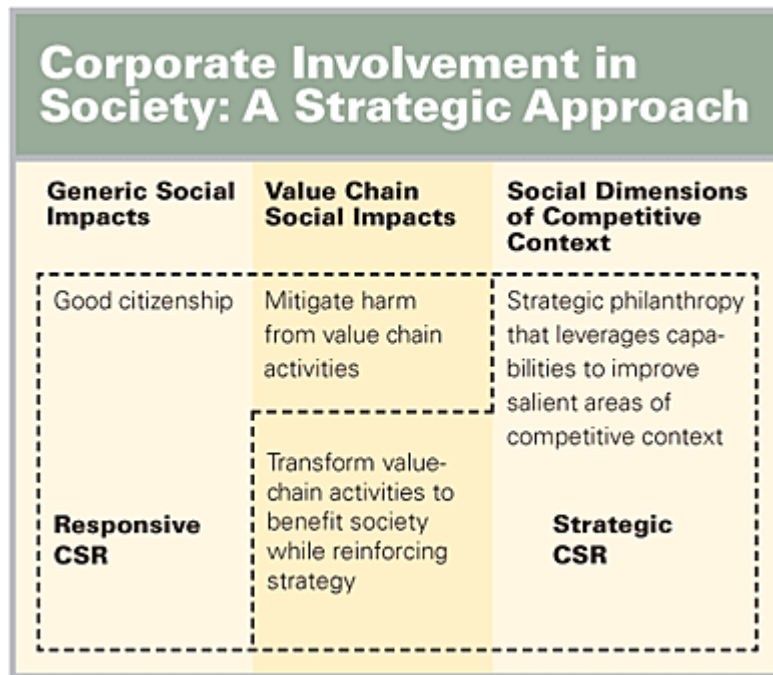 Corporate Involvement in
Society: A Strategic Approach
Generic Social
Impacts
Value Chain
Social Impacts
Social Dimensions
of Competitive
Context
Good citizenship
Mitigate harm
from value chain
activities
Strategic philanthropy
that leverages capa-
bilities to improve
salient areas of
competitive context
Transform value-
chain activities to
benefit society
while reinforcing
strategy
Responsive
CSR
Strategic
CSR